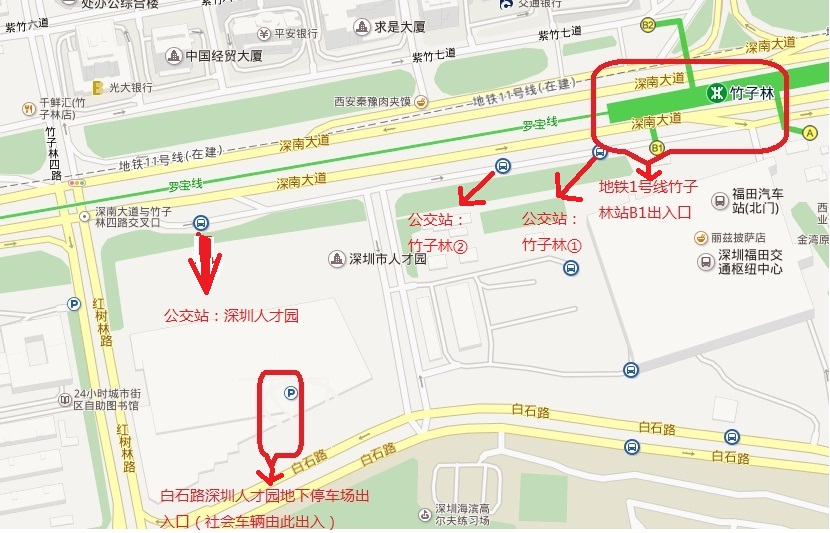 处办公综合楼
交通银行
紫竹六道
求是大厦
平安银行
中国经贸大厦
紫竹七道
紫竹七道
B2
深南大道
光大银行
千鲜汇(竹
子林店)
西安秦豫肉夹馍
地铁11号线(在建)
深南大道
竹子林
竹子林四路
地铁11号线(在建)
深南大道
罗宝线
深南大道
B1
A
罗宝线
深南大道
地铁1号线竹子
林站B1出入口
福田汽车
站(北门)
深南大道与竹子
林四路交叉口
公交站：
竹子林②
公交站：
竹子林①
丽兹披萨店
金湾原
深圳市人才园
深圳福田交
通枢纽中心
P
红树林路
公交站：深圳人才园
P
24小时城市街
区自助图书馆
白石路
白石路
红树林路
白石路
白石路
白石路
白石路深圳人才园地下停车场出
入口（社会车辆由此出入）
深圳海滨高
尔夫练习场